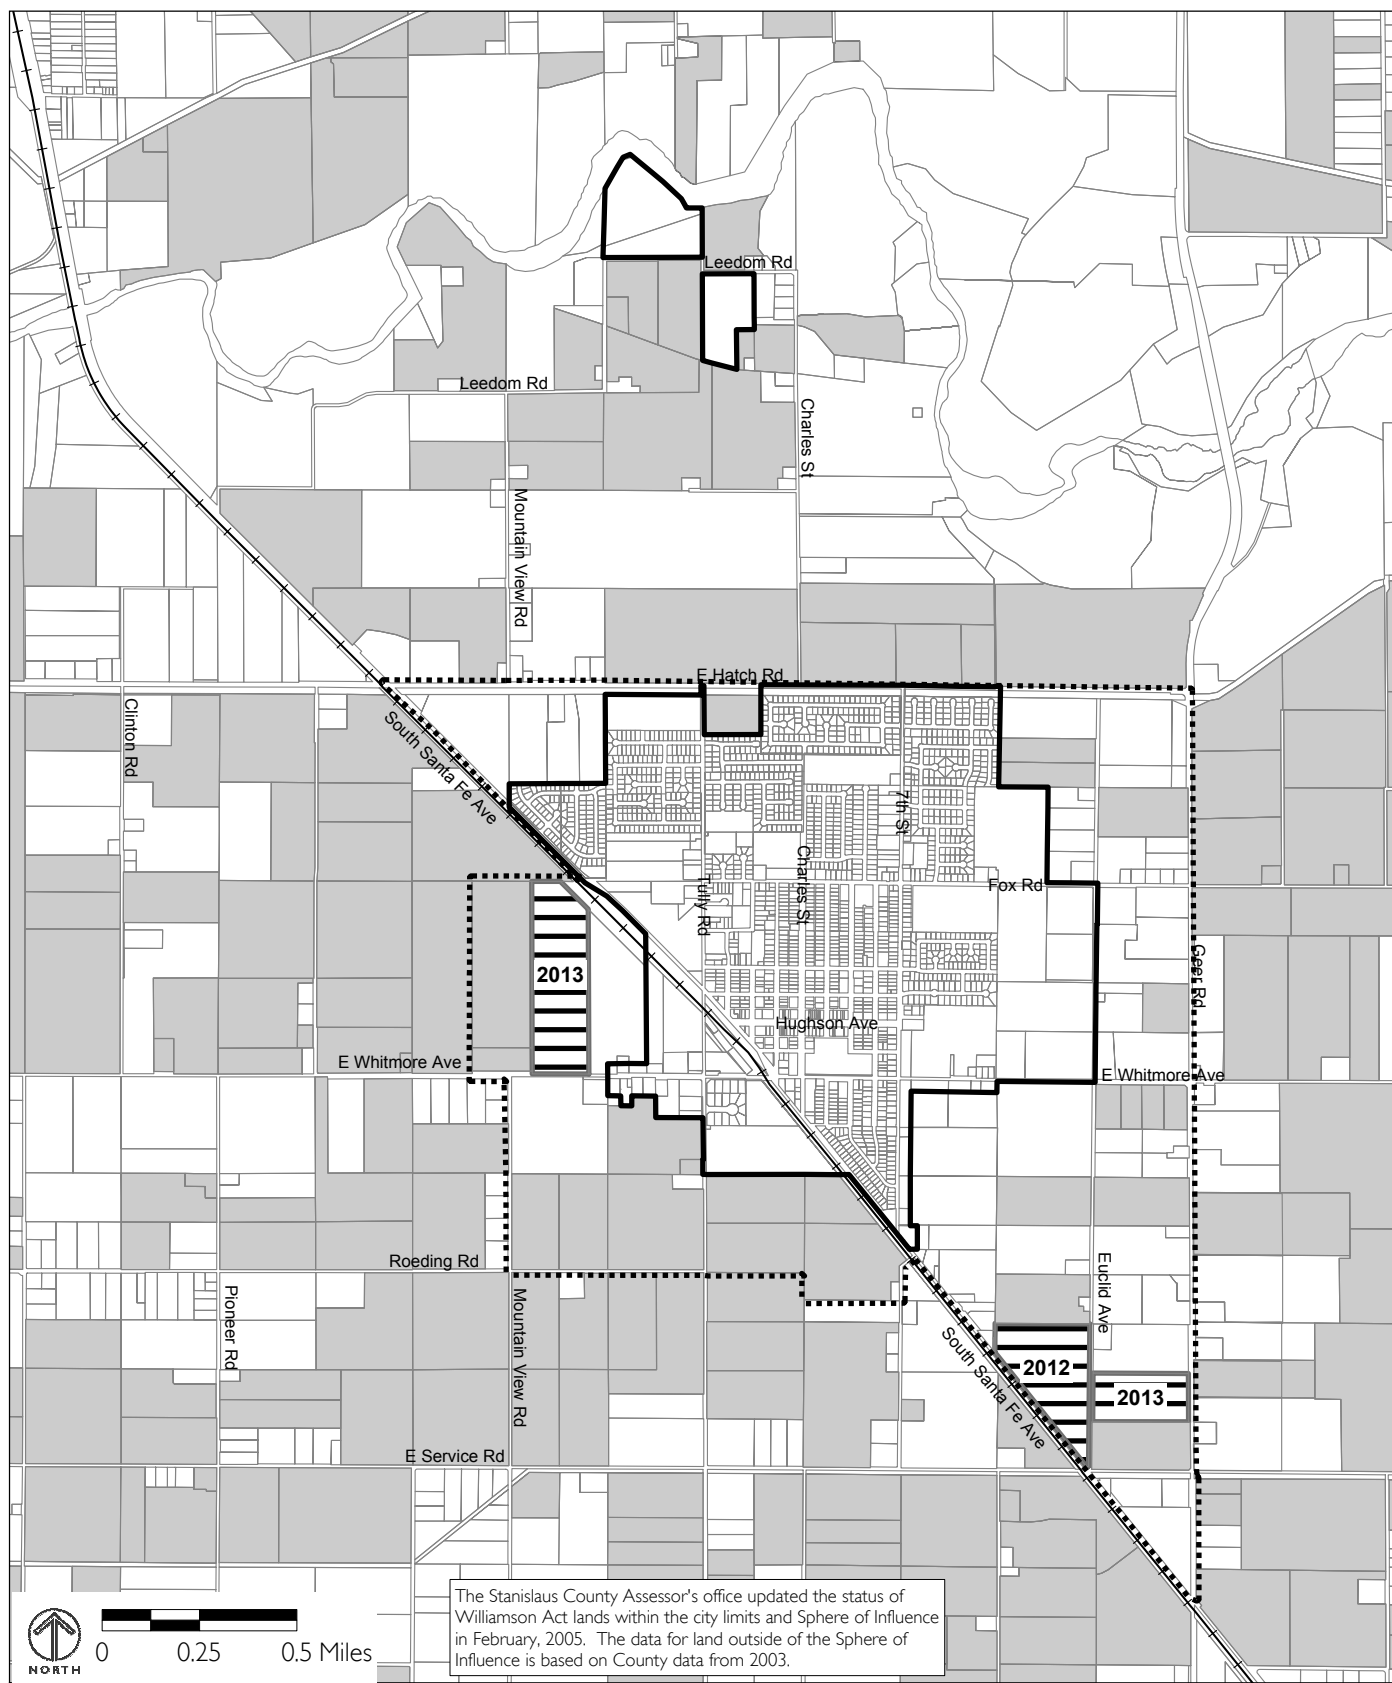 Leedom Rd
Leedom Rd
Charles St
Mountain View Rd
E Hatch Rd
Clinton Rd
South Santa Fe Ave
7th St
Charles St
Tully Rd
Fox Rd
Geer Rd
2013
Hughson Ave
E Whitmore Ave
E Whitmore Ave
Roeding Rd
Euclid Ave
Pioneer Rd
Mountain View Rd
South Santa Fe Ave
2012
2013
E Service Rd
The Stanislaus County Assessor's office updated the status of
Williamson Act lands within the city limits and Sphere of Influence
in February, 2005. The data for land outside of the Sphere of
Influence is based on County data from 2003.
NORTH
0 0.25 0.5 Miles